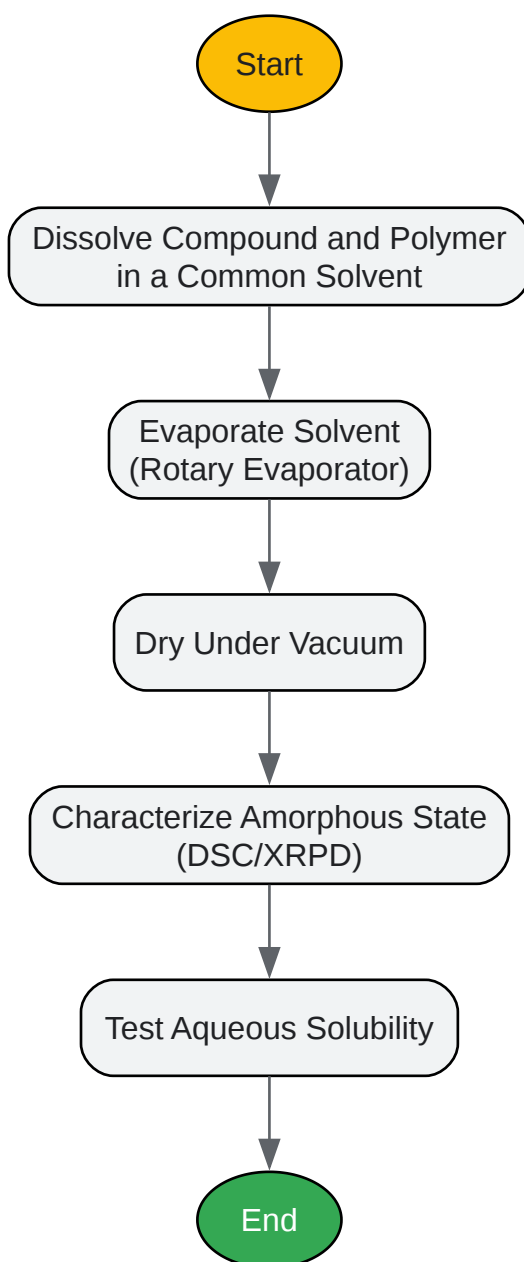 Start
Dissolve Compound and Polymer
in a Common Solvent
Evaporate Solvent
(Rotary Evaporator)
Dry Under Vacuum
Characterize Amorphous State
(DSC/XRPD)
Test Aqueous Solubility
End